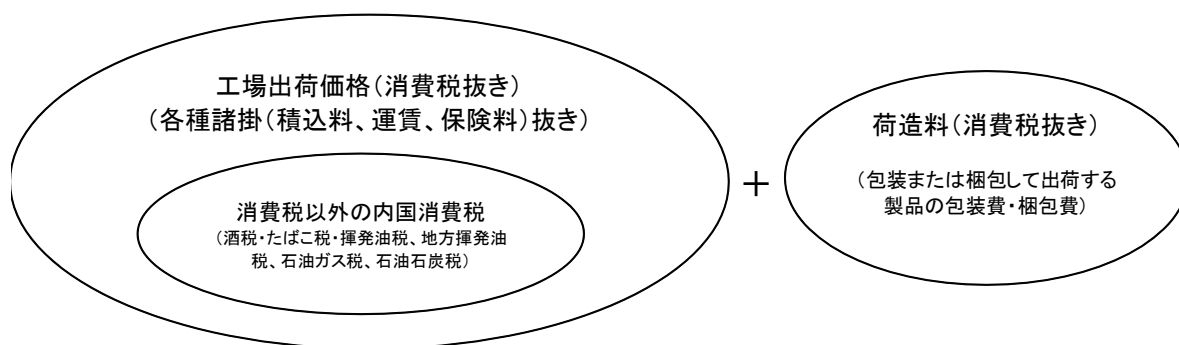 工場出荷価格(消費税抜き)
(各種諸掛(積込料、運賃、保険料)抜き)
消費税以外の内国消費税
(酒税・たばこ税・揮発油税、地方揮発油
税、石油ガス税、石油石炭税)
+
荷造料(消費税抜き)
(包装または梱包して出荷する
製品の包装費・梱包費)